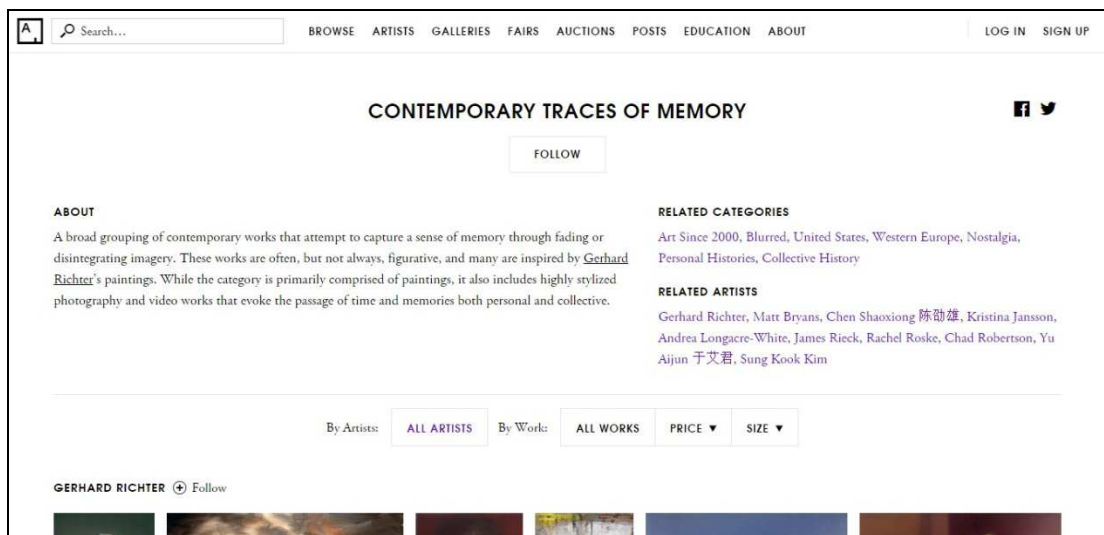 A
Search...
BROWSE ARTISTS GALLERIES FAIRS AUCTIONS POSTS EDUCATION ABOUT
LOG IN SIGN UP
CONTEMPORARY TRACES OF MEMORY
FOLLOW
ABOUT
A broad grouping of contemporary works that attempt to capture a sense of memory through fading or
disintegrating imagery. These works are often, but not always, figurative, and many are inspired by Gerhard
Richter's paintings. While the category is primarily comprised of paintings, it also includes highly stylized
photography and video works that evoke the passage of time and memories both personal and collective.
RELATED CATEGORIES
Art Since 2000, Blurred, United States, Western Europe, Nostalgia,
Personal Histories, Collective History
RELATED ARTISTS
Gerhard Richter, Matt Bryans, Chen Shaoxiong 陈劭雄, Kristina Jansson,
Andrea Longacre-White, James Rieck, Rachel Roske, Chad Robertson, Yu
Aijun 于艾君, Sung Kook Kim
By Artists: ALL ARTISTS By Work: ALL WORKS PRICE ▼ SIZE ▼
GERHARD RICHTER Follow